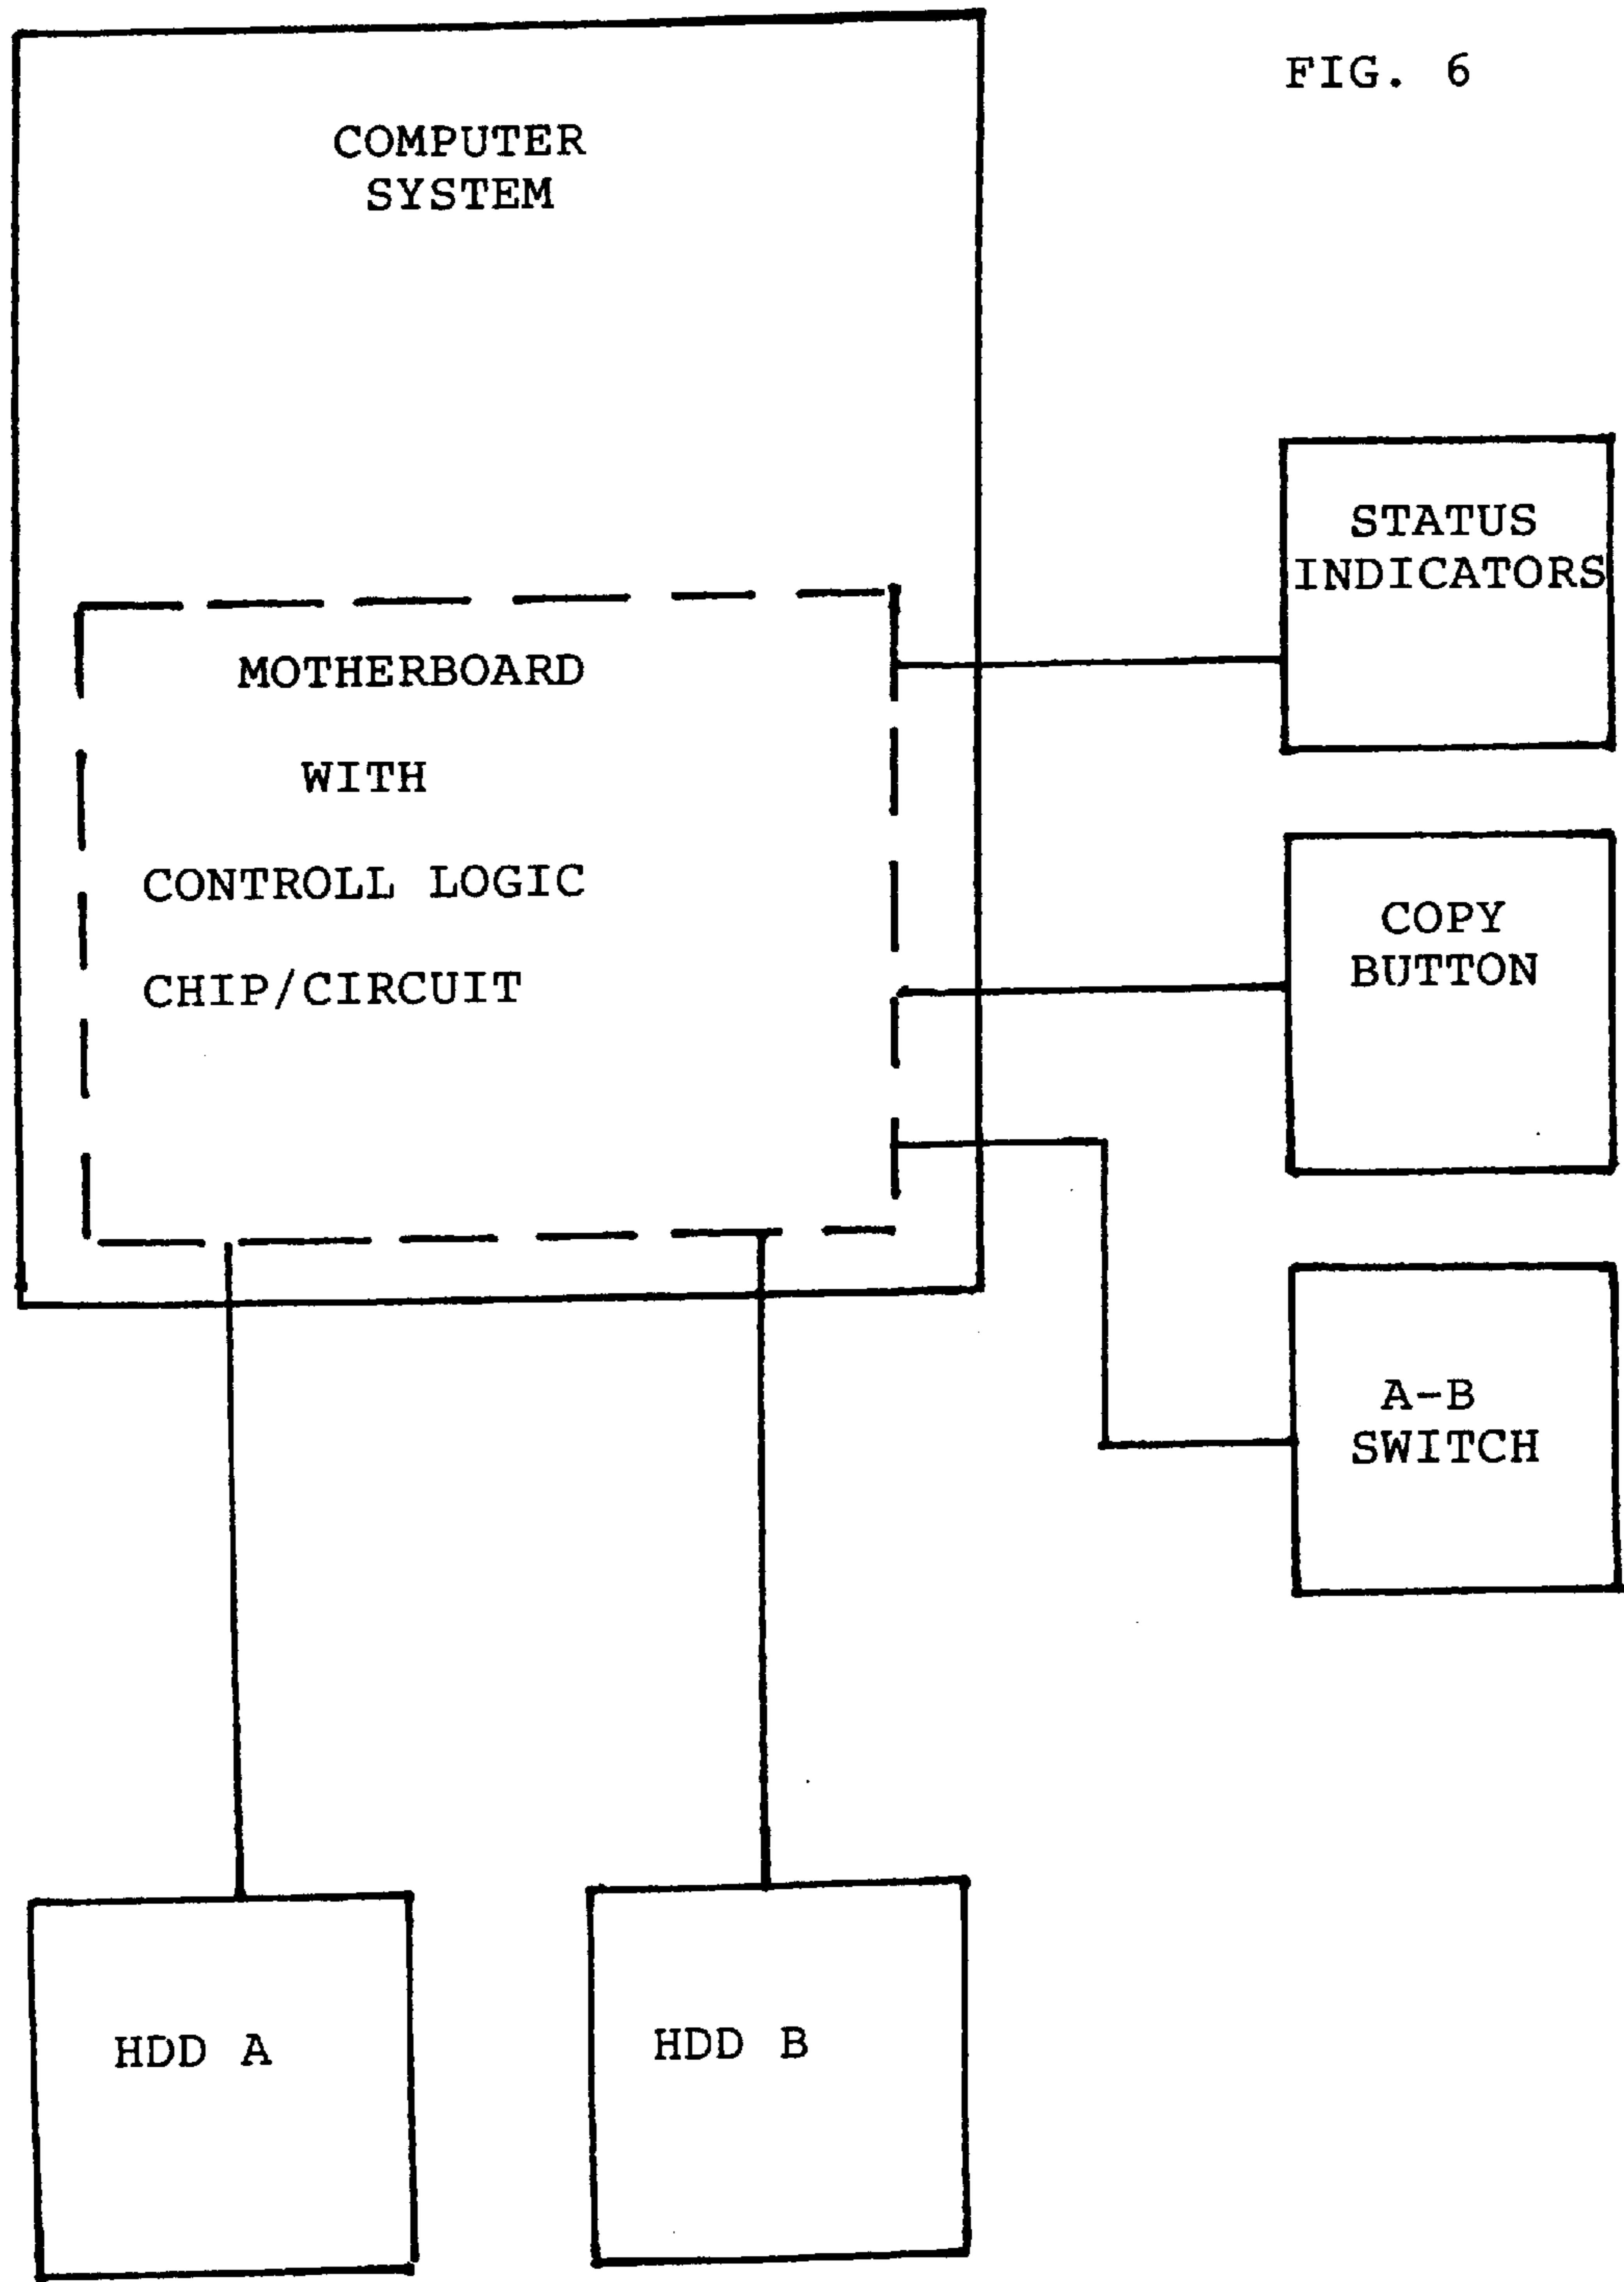 FIG. 6
COMPUTER
SYSTEM
STATUS
INDICATORS
MOTHERBOARD
WITH
CONTROLL LOGIC
CHIP/CIRCUIT
COPY
BUTTON
A-B
SWITCH
HDD A
HDD B